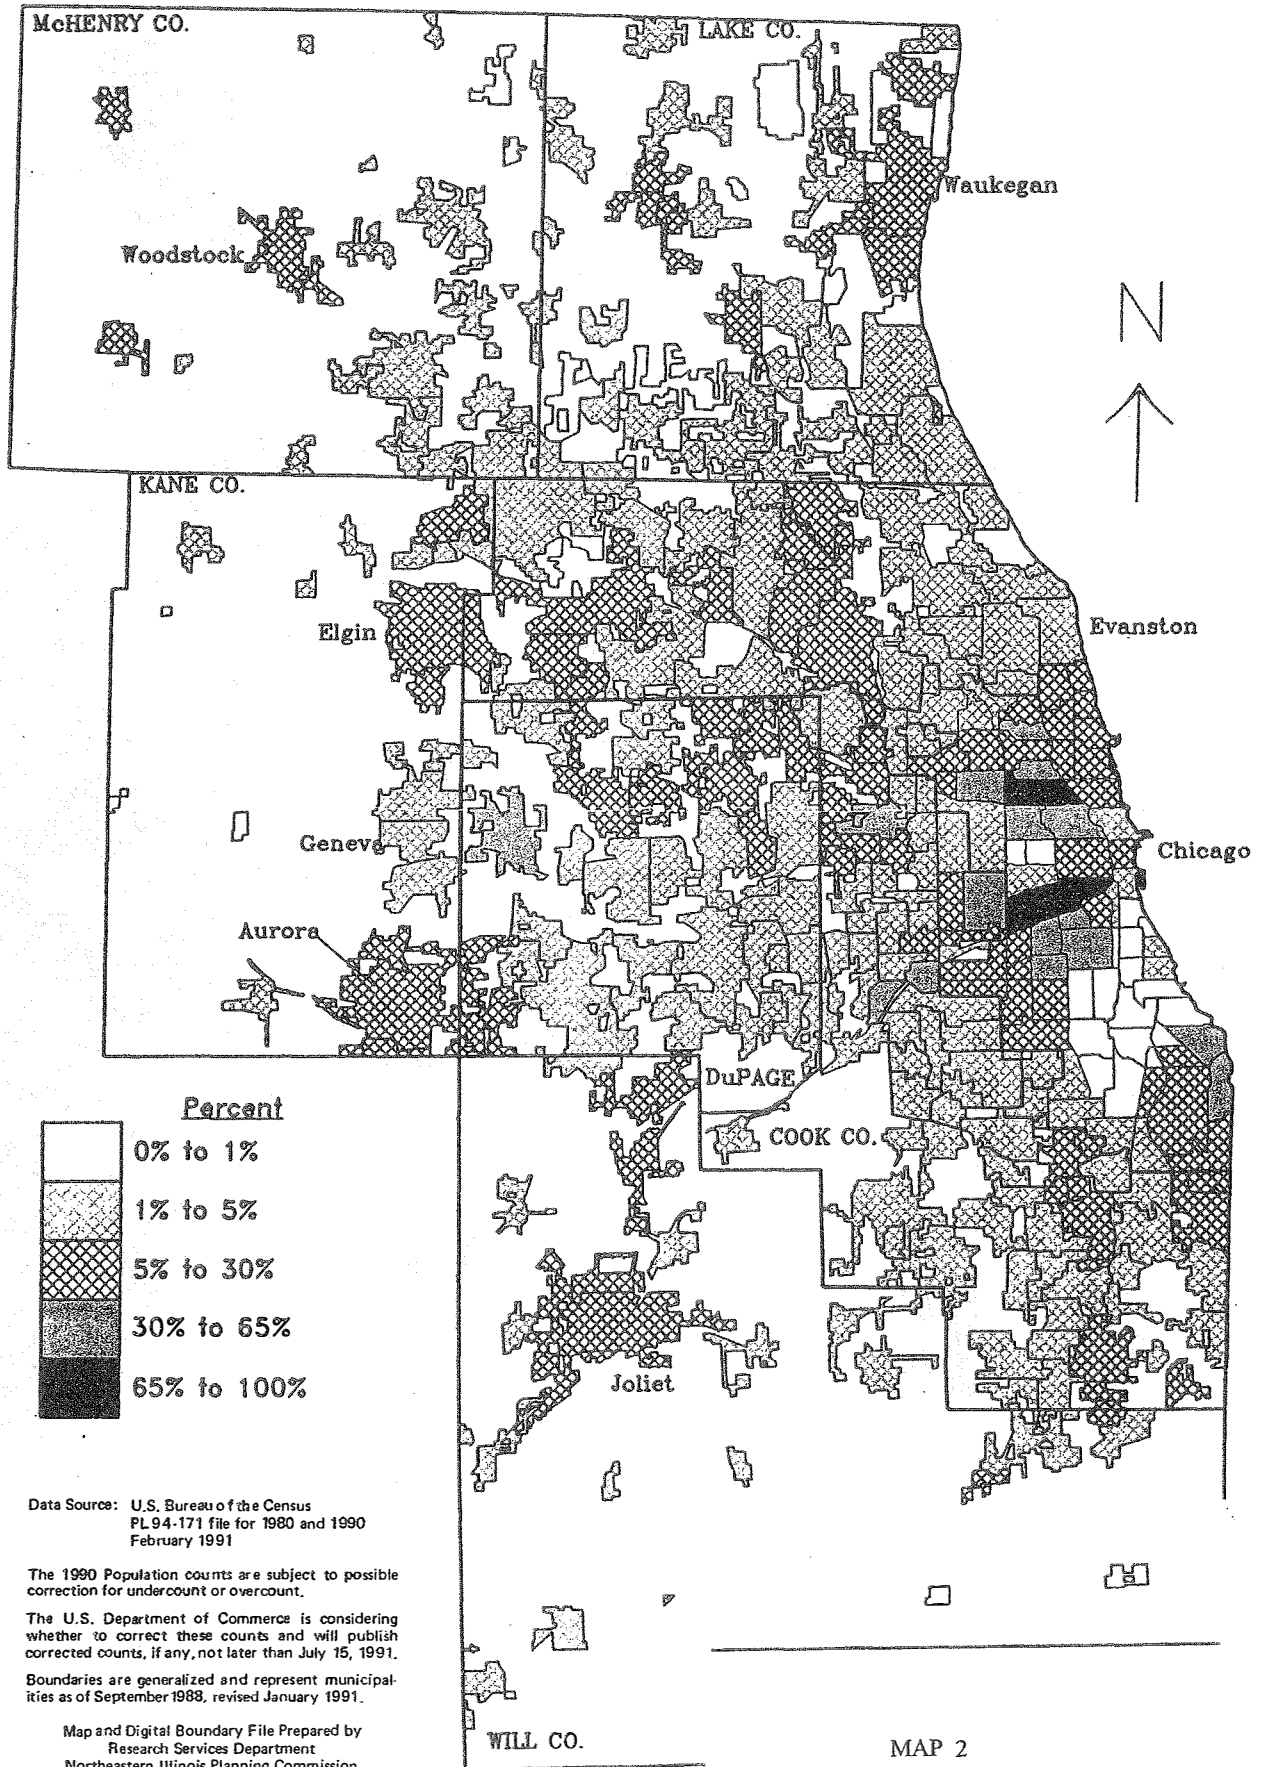 McHENRY CO.
LAKE CO.
Waukegan
Woodstock
N
KANE CO.
Elgin
Evanston
Geneva
Chicago
Aurora
DuPAGE
COOK CO.
Percent
0% to 1%
1% to 5%
5% to 30%
30% to 65%
65% to 100%
Joliet
Data Source: U.S. Bureau of the Census
PL94-171 file for 1980 and 1990
February 1991
The 1990 Population counts are subject to possible
correction for undercount or overcount.
The U.S. Department of Commerce is considering
whether to correct these counts and will publish
corrected counts, if any, not later than July 15, 1991.
Boundaries are generalized and represent municipal-
ities as of September 1988, revised January 1991.
Map and Digital Boundary File Prepared by
Research Services Department
Northeastern Illinois Planning Commission
WILL CO.
MAP 2